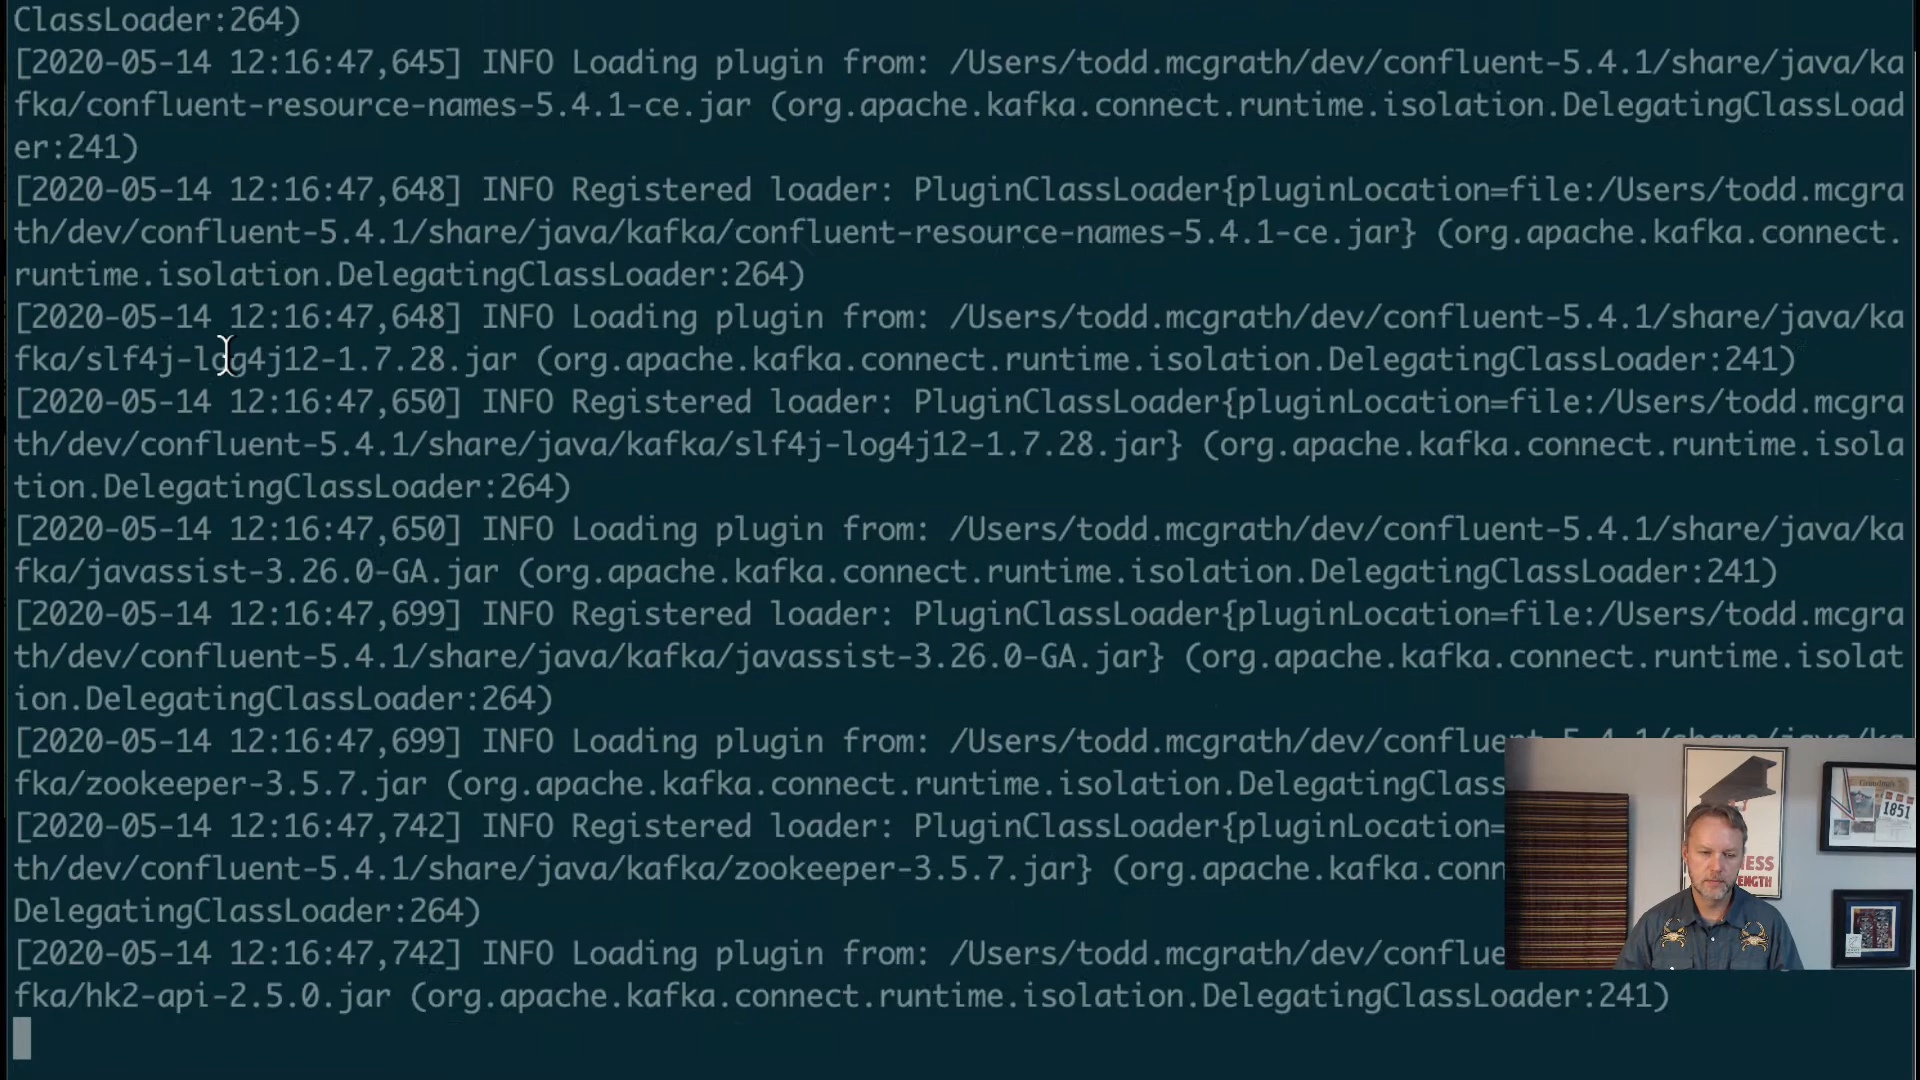 ClassLoader:264)
[2020-05-14 12:16:47,645] INFO Loading plugin from: /Users/todd.mcgrath/dev/confluent-5.4.1/share/java/ka
fka/confluent-resource-names-5.4.1-ce.jar (org.apache.kafka.connect.runtime.isolation.DelegatingClassLoad
er:241)
[2020-05-14 12:16:47,648] INFO Registered loader: PluginClassLoader{pluginLocation=file:/Users/todd.mcgra
th/dev/confluent-5.4.1/share/java/kafka/confluent-resource-names-5.4.1-ce.jar} (org.apache.kafka.connect.
runtime.isolation.DelegatingClassLoader:264)
[2020-05-14 12:16:47,648] INFO Loading plugin from: /Users/todd.mcgrath/dev/confluent-5.4.1/share/java/ka
fka/slf4j-log4j12-1.7.28.jar (org.apache.kafka.connect.runtime.isolation.DelegatingClassLoader:241)
[2020-05-14 12:16:47,650] INFO Registered loader: PluginClassLoader{pluginLocation=file:/Users/todd.mcgra
th/dev/confluent-5.4.1/share/java/kafka/slf4j-log4j12-1.7.28.jar} (org.apache.kafka.connect.runtime.isola
tion.DelegatingClassLoader:264)
[2020-05-14 12:16:47,650] INFO Loading plugin from: /Users/todd.mcgrath/dev/confluent-5.4.1/share/java/ka
fka/javassist-3.26.0-GA.jar (org.apache.kafka.connect.runtime.isolation.DelegatingClassLoader:241)
[2020-05-14 12:16:47,699] INFO Registered loader: PluginClassLoader{pluginLocation=file:/Users/todd.mcgra
th/dev/confluent-5.4.1/share/java/kafka/javassist-3.26.0-GA.jar} (org.apache.kafka.connect.runtime.isolat
ion.DelegatingClassLoader:264)
[2020-05-14 12:16:47,699] INFO Loading plugin from: /Users/todd.mcgrath/dev/confluent-5.4.1/share/java/ka
fka/zookeeper-3.5.7.jar (org.apache.kafka.connect.runtime.isolation.DelegatingClass
[2020-05-14 12:16:47,742] INFO Registered loader: PluginClassLoader{pluginLocation=
th/dev/confluent-5.4.1/share/java/kafka/zookeeper-3.5.7.jar} (org.apache.kafka.conn
DelegatingClassLoader:264)
[2020-05-14 12:16:47,742] INFO Loading plugin from: /Users/todd.mcgrath/dev/conflue
fka/hk2-api-2.5.0.jar (org.apache.kafka.connect.runtime.isolation.DelegatingClassLoader:241)
1851
ESS
ENGTH